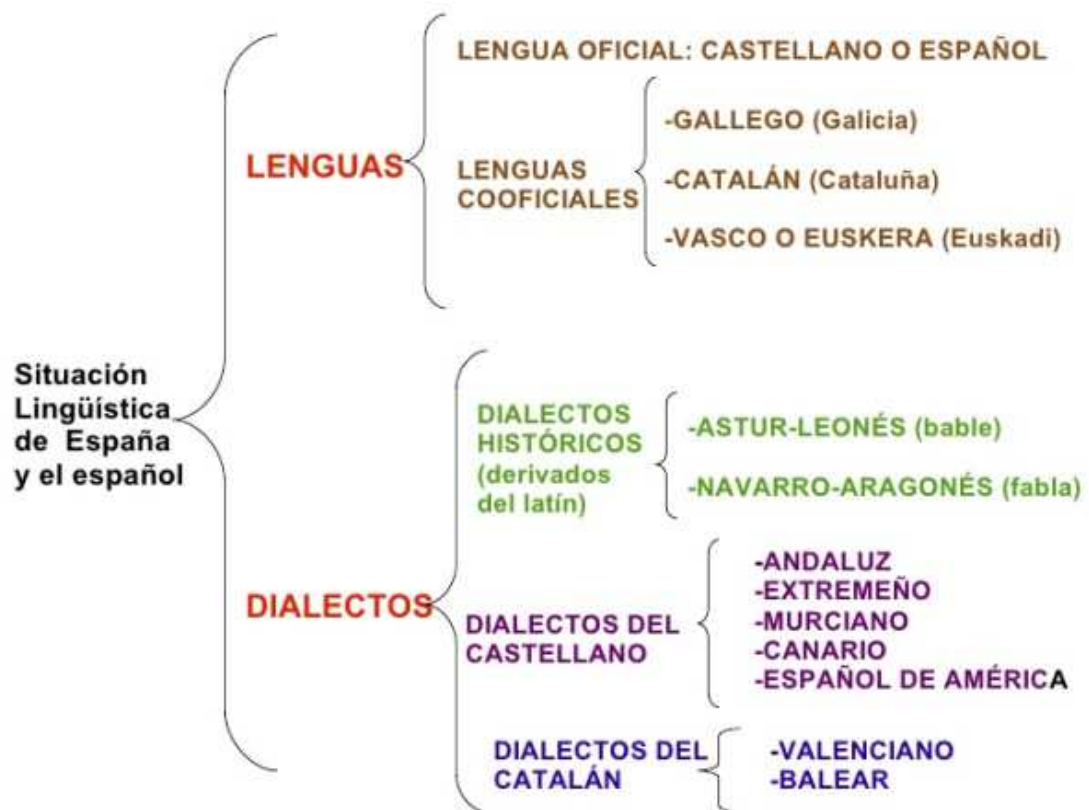 Situación
Lingüística
de España
y el español
LENGUAS
LENGUA OFICIAL: CASTELLANO O ESPAÑOL
LENGUAS
COOFICIALES
-GALLEGO (Galicia)
-CATALÁN (Cataluña)
-VASCO O EUSKERA (Euskadi)
DIALECTOS
DIALECTOS
HISTÓRICOS
(derivados
del latín)
-ASTUR-LEONÉS (bable)
-NAVARRO-ARAGONÉS (fabla)
DIALECTOS DEL
CASTELLANO
-ANDALUZ
-EXTREMEÑO
-MURCIANO
-CANARIO
-ESPAÑOL DE AMÉRICA
DIALECTOS DEL
CATALÁN
-VALENCIANO
-BALEAR